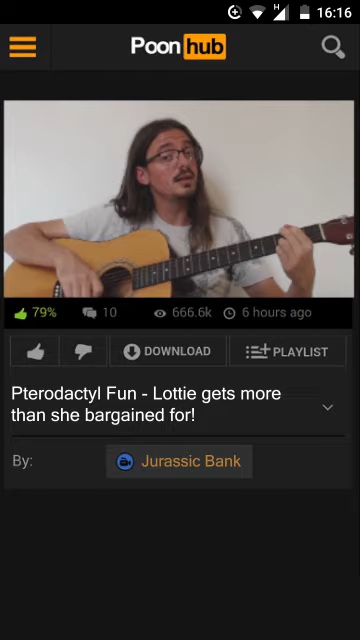 H
16:16
Poon hub
79%
10
666.6k
6 hours ago
DOWNLOAD
PLAYLIST
Pterodactyl Fun - Lottie gets more
than she bargained for!
By:
Jurassic Bank